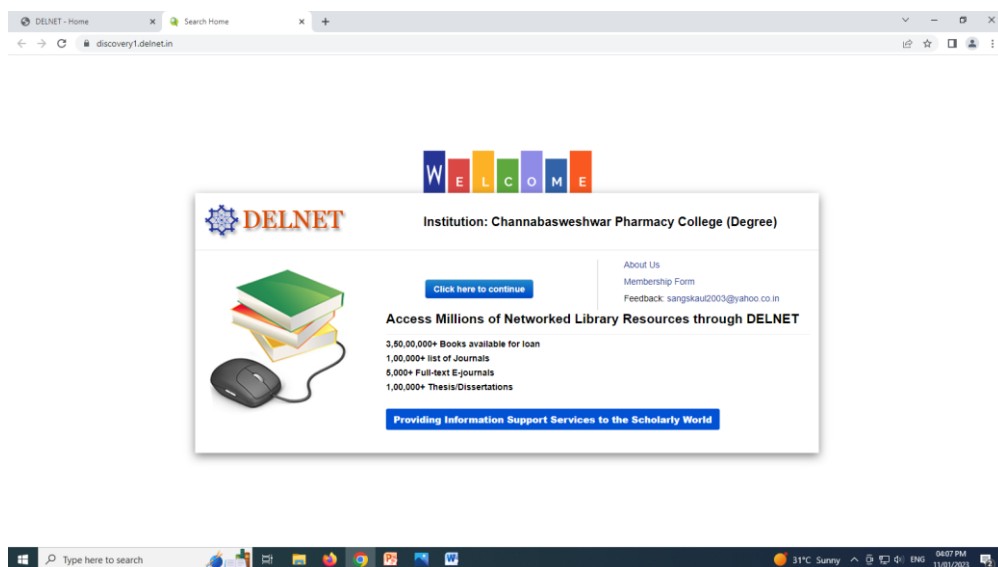 DELNET - Home
Search Home
discovery1.delnet.in
WELCOME
DELNET
Institution: Channabasweshwar Pharmacy College (Degree)
About Us
Click here to continue
Membership Form
Feedback: sangskaul2003@yahoo.co.in
Access Millions of Networked Library Resources through DELNET
3,50,00,000+ Books available for loan
1,00,000+ list of Journals
5,000+ Full-text E-journals
1,00,000+ Thesis/Dissertations
Providing Information Support Services to the Scholarly World
Type here to search
31°C Sunny
ENG
04:07 PM
11/01/2023